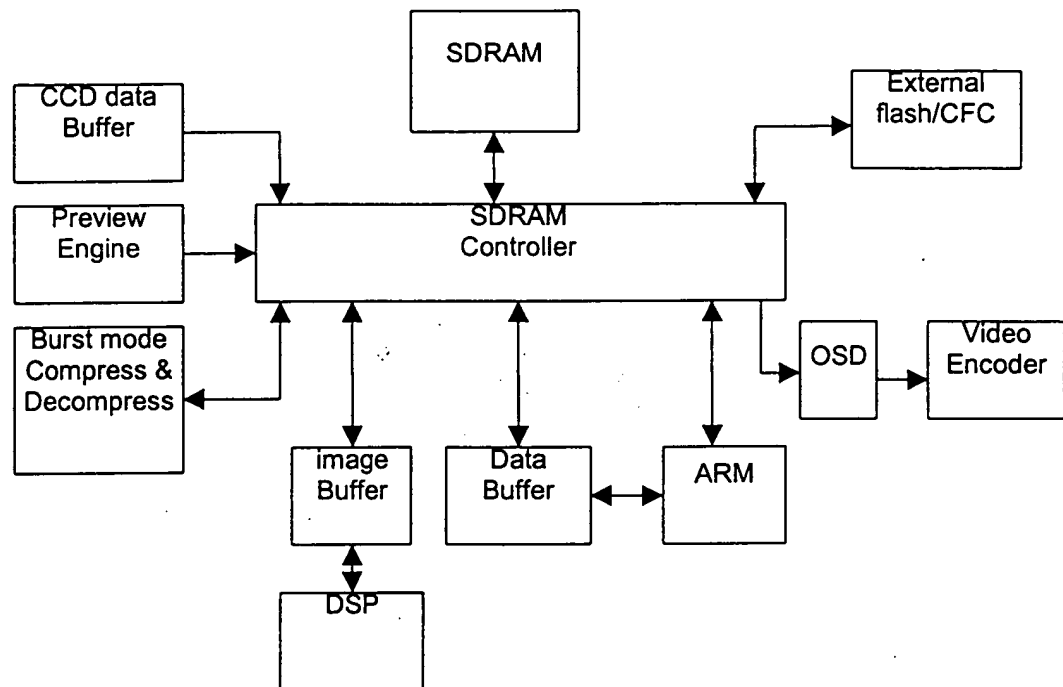 SDRAM
CCD data
Buffer
External
flash/CFC
Preview
Engine
SDRAM
Controller
Burst mode
Compress &
Decompress
OSD
Video
Encoder
image
Buffer
Data
Buffer
ARM
DSP